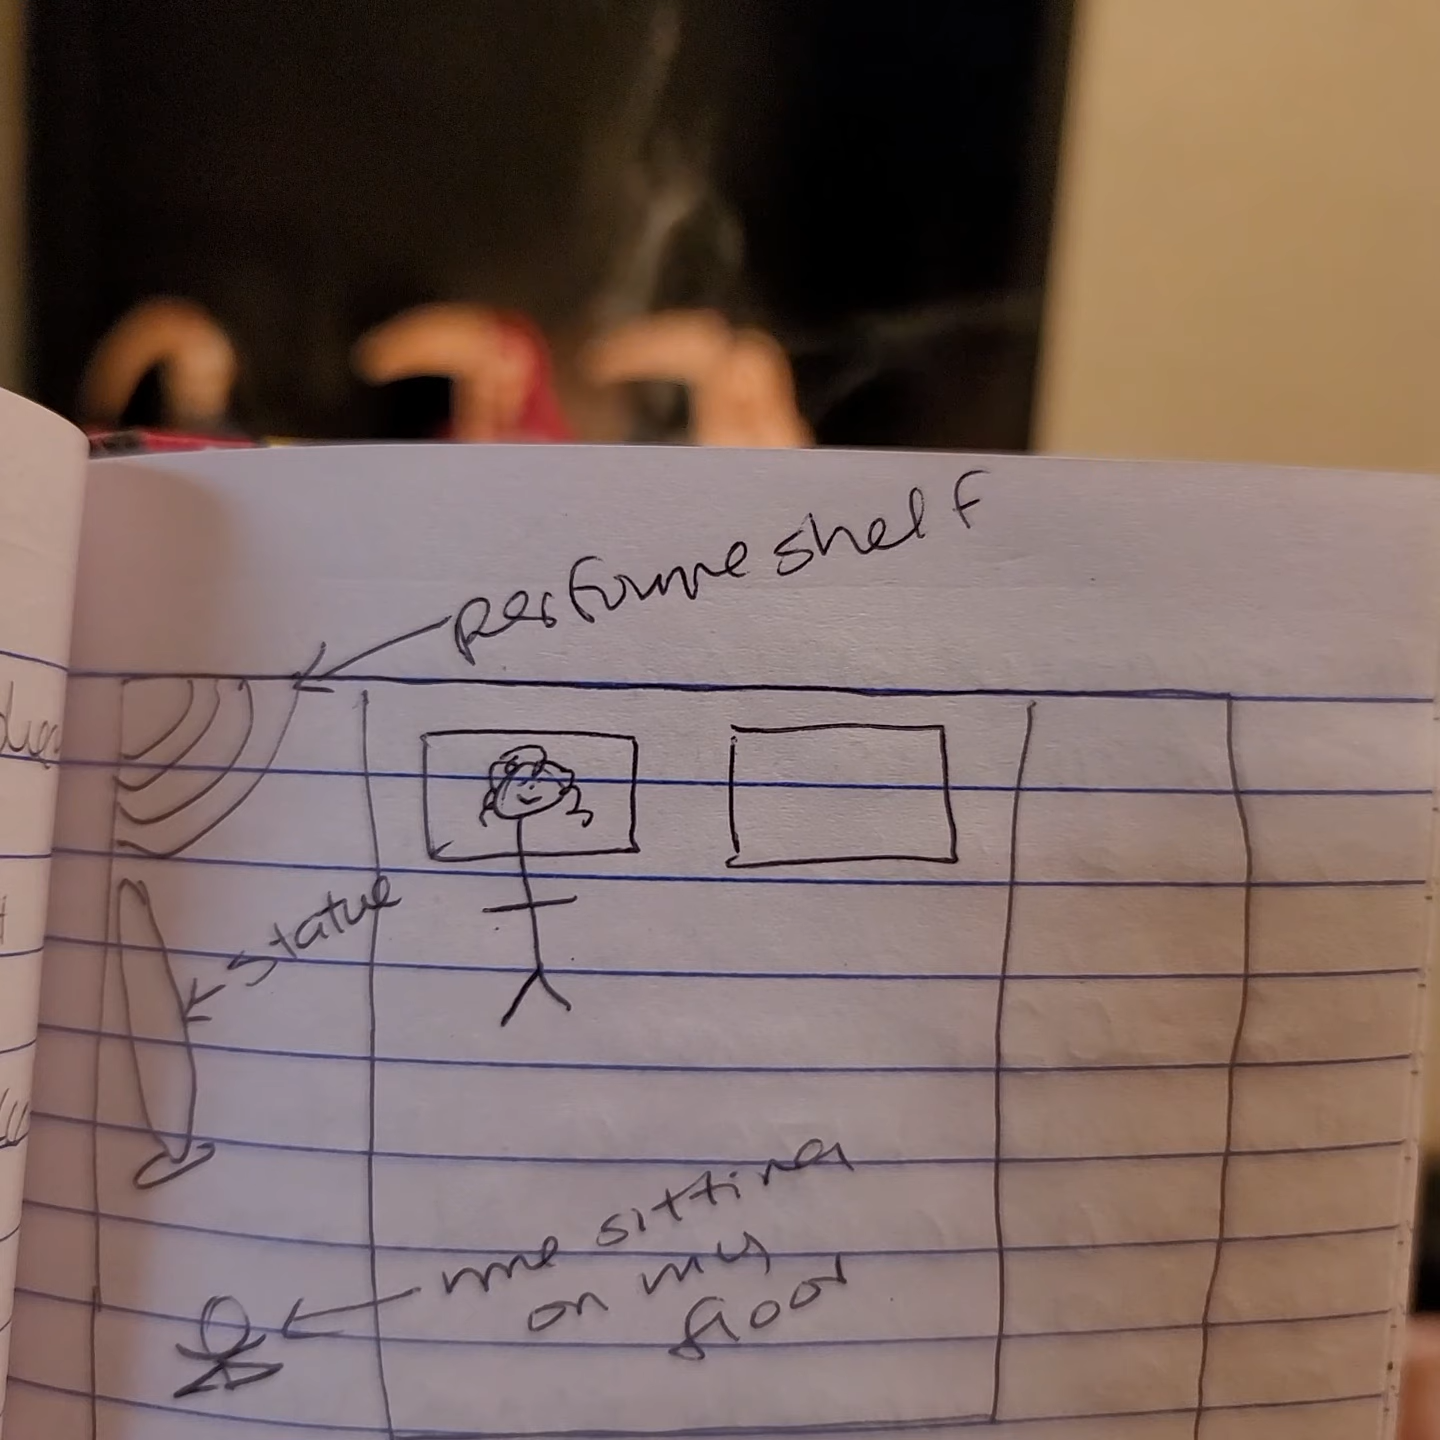 perfume shelf
statue
me sitting
on my
floor